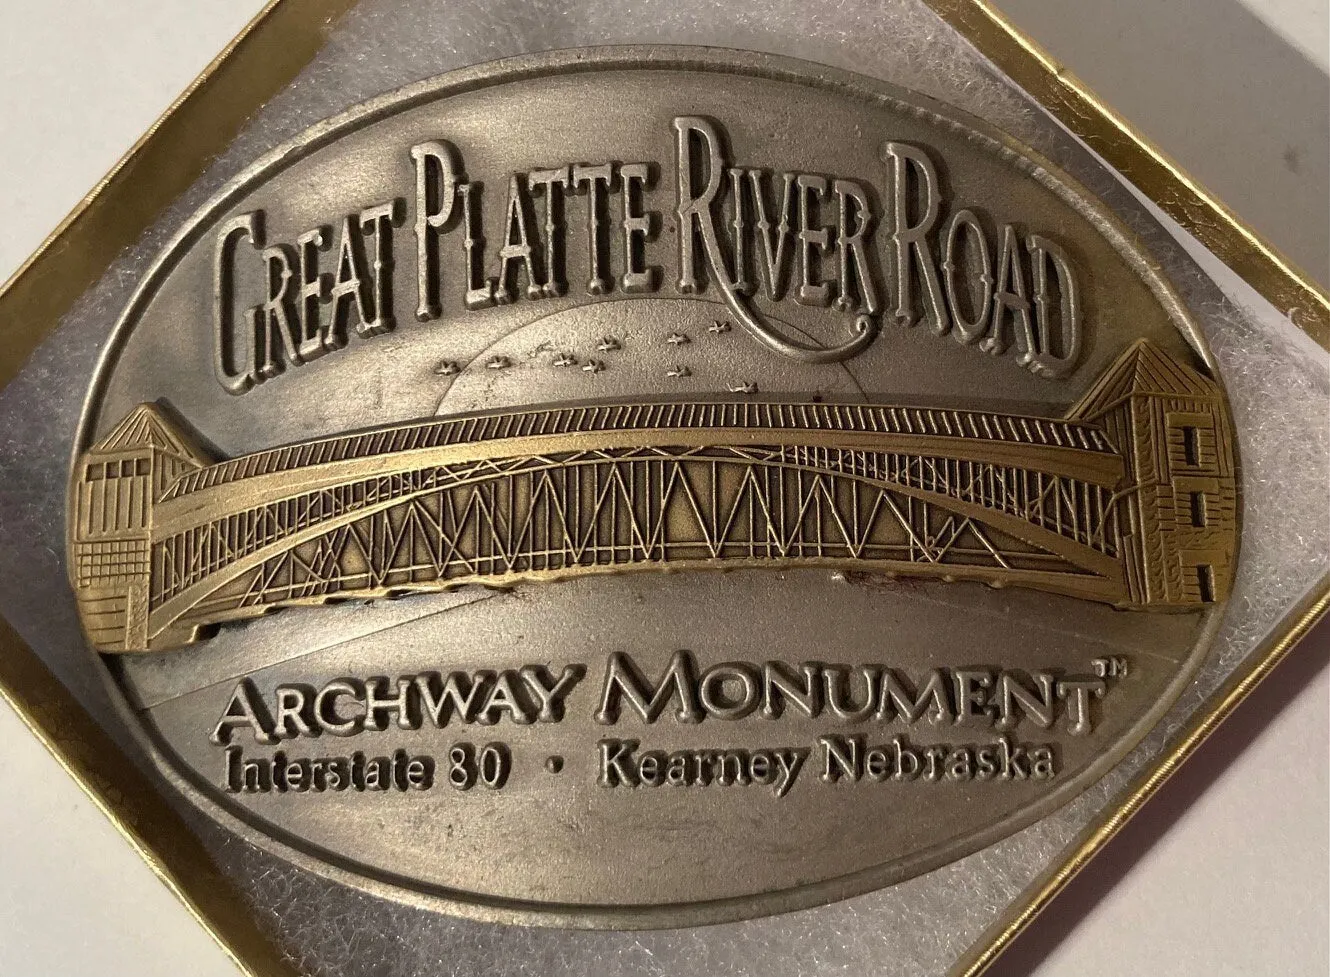 GREAT PLATTE RIVER ROAD
ARCHWAY MONUMENT™
Interstate 80 • Kearney Nebraska